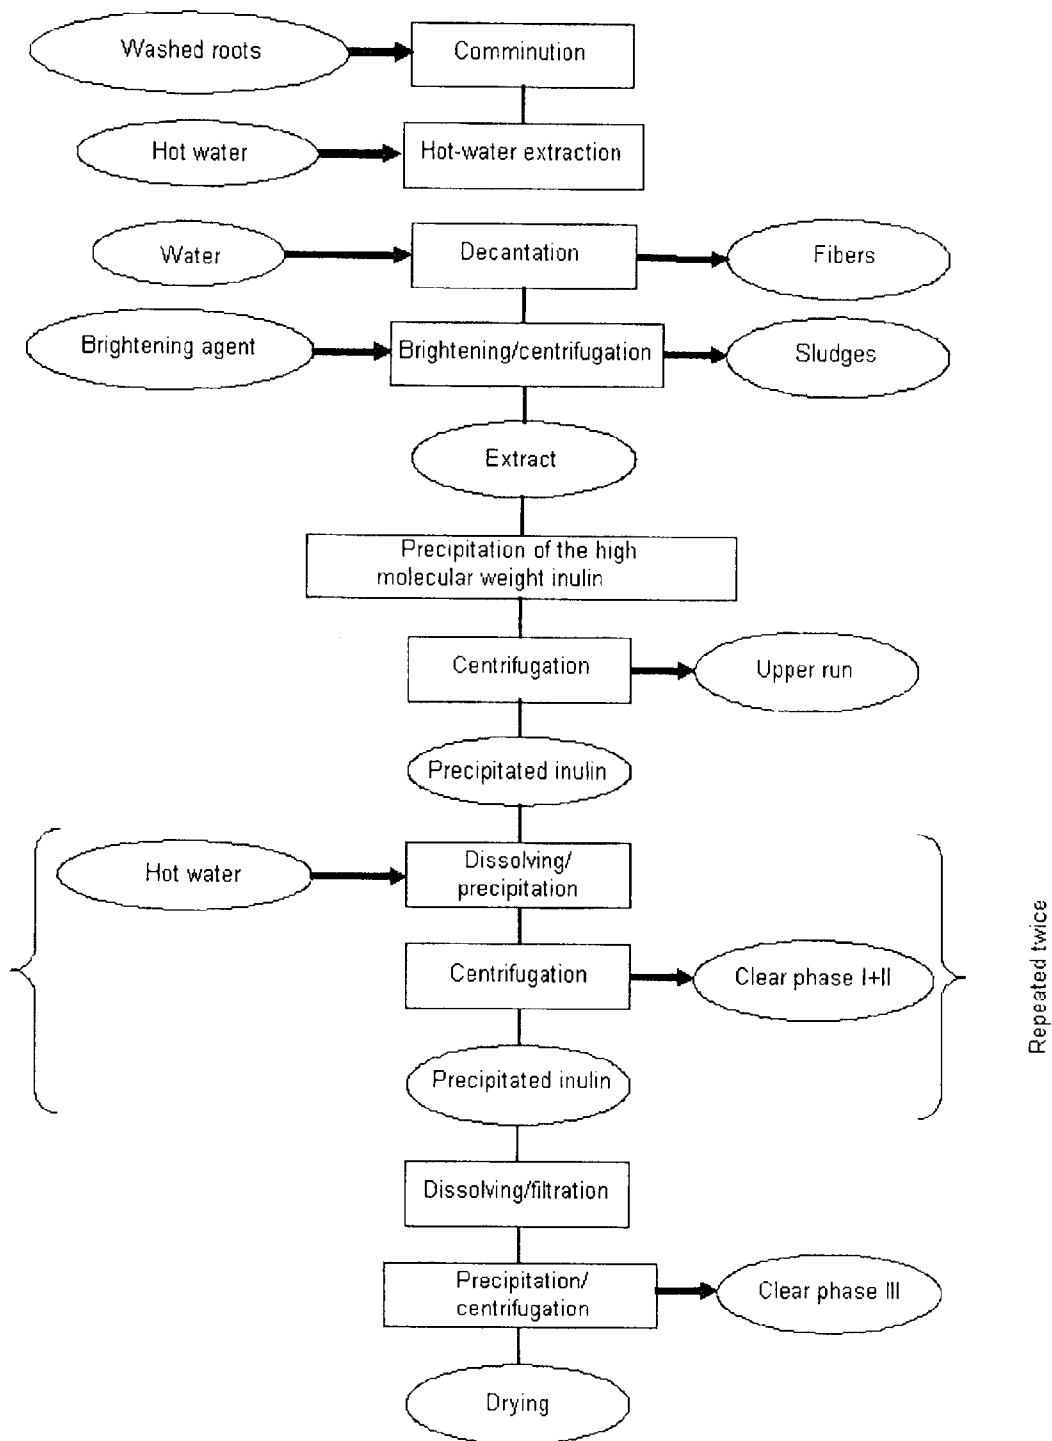 Washed roots
Comminution
Hot water
Hot-water extraction
Water
Decantation
Fibers
Brightening agent
Brightening/centrifugation
Sludges
Extract
Precipitation of the high
molecular weight inulin
Centrifugation
Upper run
Precipitated inulin
Hot water
Dissolving/
precipitation
Centrifugation
Clear phase I+II
Repeated twice
Precipitated inulin
Dissolving/filtration
Precipitation/
centrifugation
Clear phase III
Drying